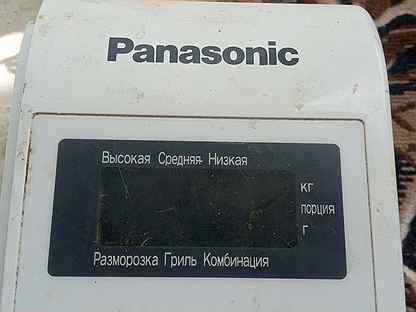 Panasonic
Высокая Средняя Низкая
кг
порция
г
Разморозка Гриль Комбинация